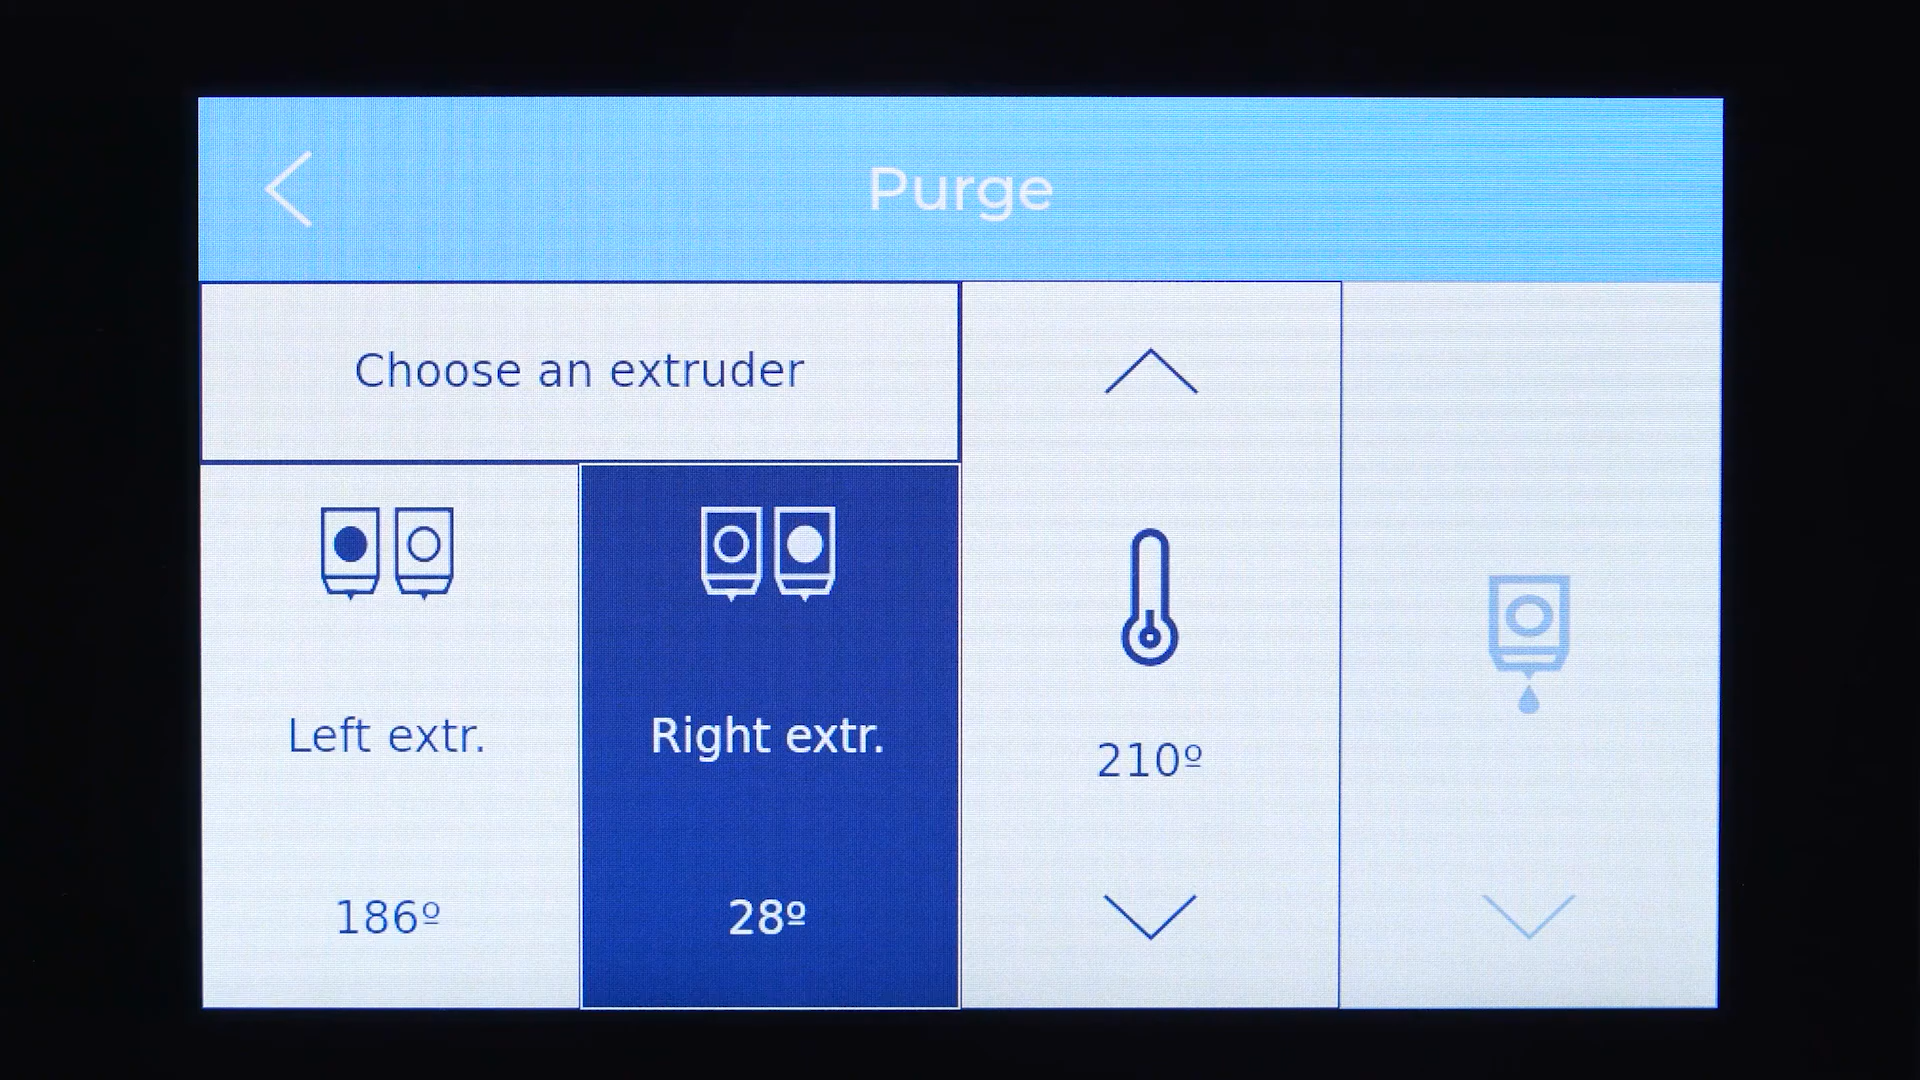 Purge
Choose an extruder
Left extr.
Right extr.
186º
28º
210º